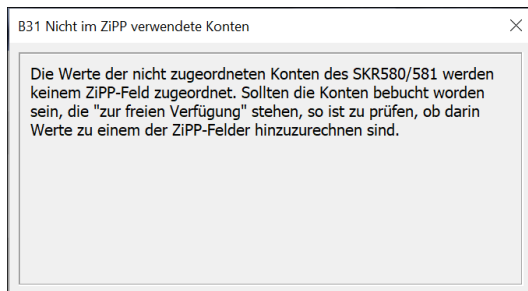 B31 Nicht im ZiPP verwendete Konten
Die Werte der nicht zugeordneten Konten des SKR580/581 werden
keinem ZiPP-Feld zugeordnet. Sollten die Konten bebucht worden
sein, die "zur freien Verfügung" stehen, so ist zu prüfen, ob darin
Werte zu einem der ZiPP-Felder hinzuzurechnen sind.